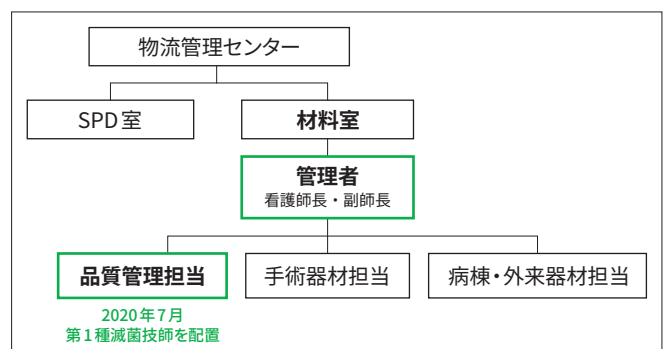 物流管理センター
SPD室
材料室
管理者
看護師長・副師長
品質管理担当
手術器材担当
病棟・外来器材担当
2020年7月
第1種滅菌技師を配置